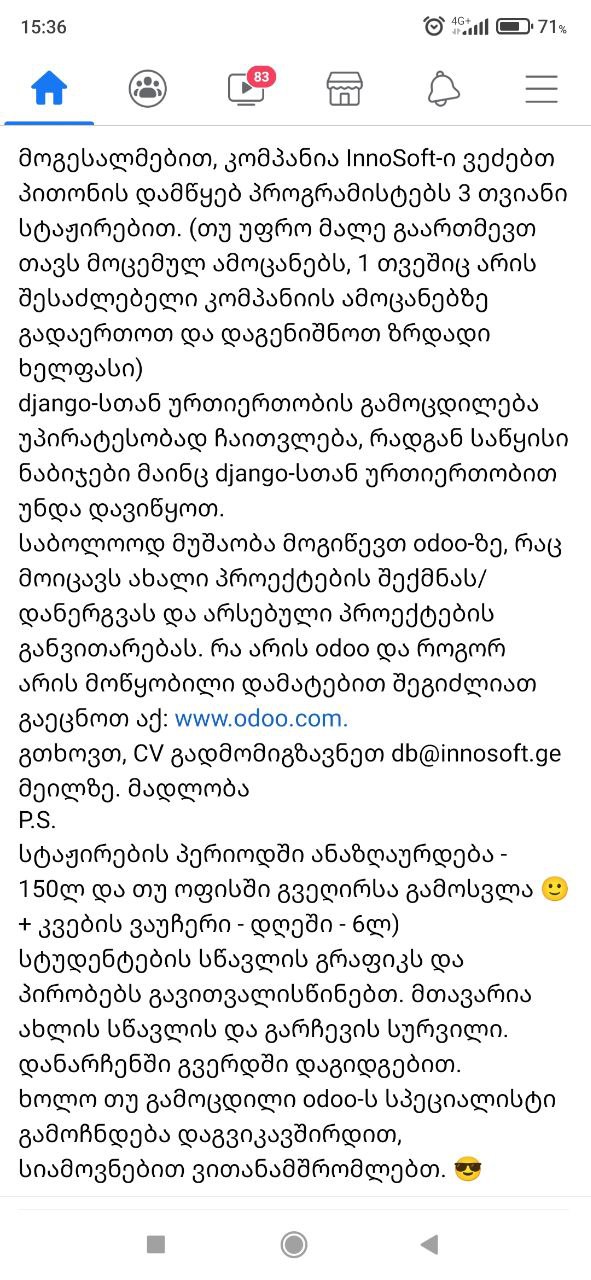 15:36
4G+
71%
83
მოგესალმებით, კომპანია InnoSoft-ი ვეძებთ
პითონის დამწყებ პროგრამისტებს 3 თვიანი
სტაჟირებით. (თუ უფრო მალე გაართმევთ
თავს მოცემულ ამოცანებს, 1 თვეშიც არის
შესაძლებელი კომპანიის ამოცანებზე
გადაერთოთ და დაგენიშნოთ ზრდადი
ხელფასი)
django-სთან ურთიერთობის გამოცდილება
უპირატესობად ჩაითვლება, რადგან საწყისი
ნაბიჯები მაინც django-სთან ურთიერთობით
უნდა დავიწყოთ.
საბოლოოდ მუშაობა მოგიწევთ odoo-ზე, რაც
მოიცავს ახალი პროექტების შექმნას/
დანერგვას და არსებული პროექტების
განვითარებას. რა არის odoo და როგორ
არის მოწყობილი დამატებით შეგიძლიათ
გაეცნოთ აქ: www.odoo.com.
გთხოვთ, CV გადმომიგზავნეთ db@innosoft.ge
მეილზე. მადლობა
P.S.
სტაჟირების პერიოდში ანაზღაურდება -
150ლ და თუ ოფისში გვეღირსა გამოსვლა 🙂
+ კვების ვაუჩერი - დღეში - 6ლ)
სტუდენტების სწავლის გრაფიკს და
პირობებს გავითვალისწინებთ. მთავარია
ახლის სწავლის და გარჩევის სურვილი.
დანარჩენში გვერდში დაგიდგებით.
ხოლო თუ გამოცდილი odoo-ს სპეციალისტი
გამოჩნდება დაგვიკავშირდით,
სიამოვნებით ვითანამშრომლებთ. 😎